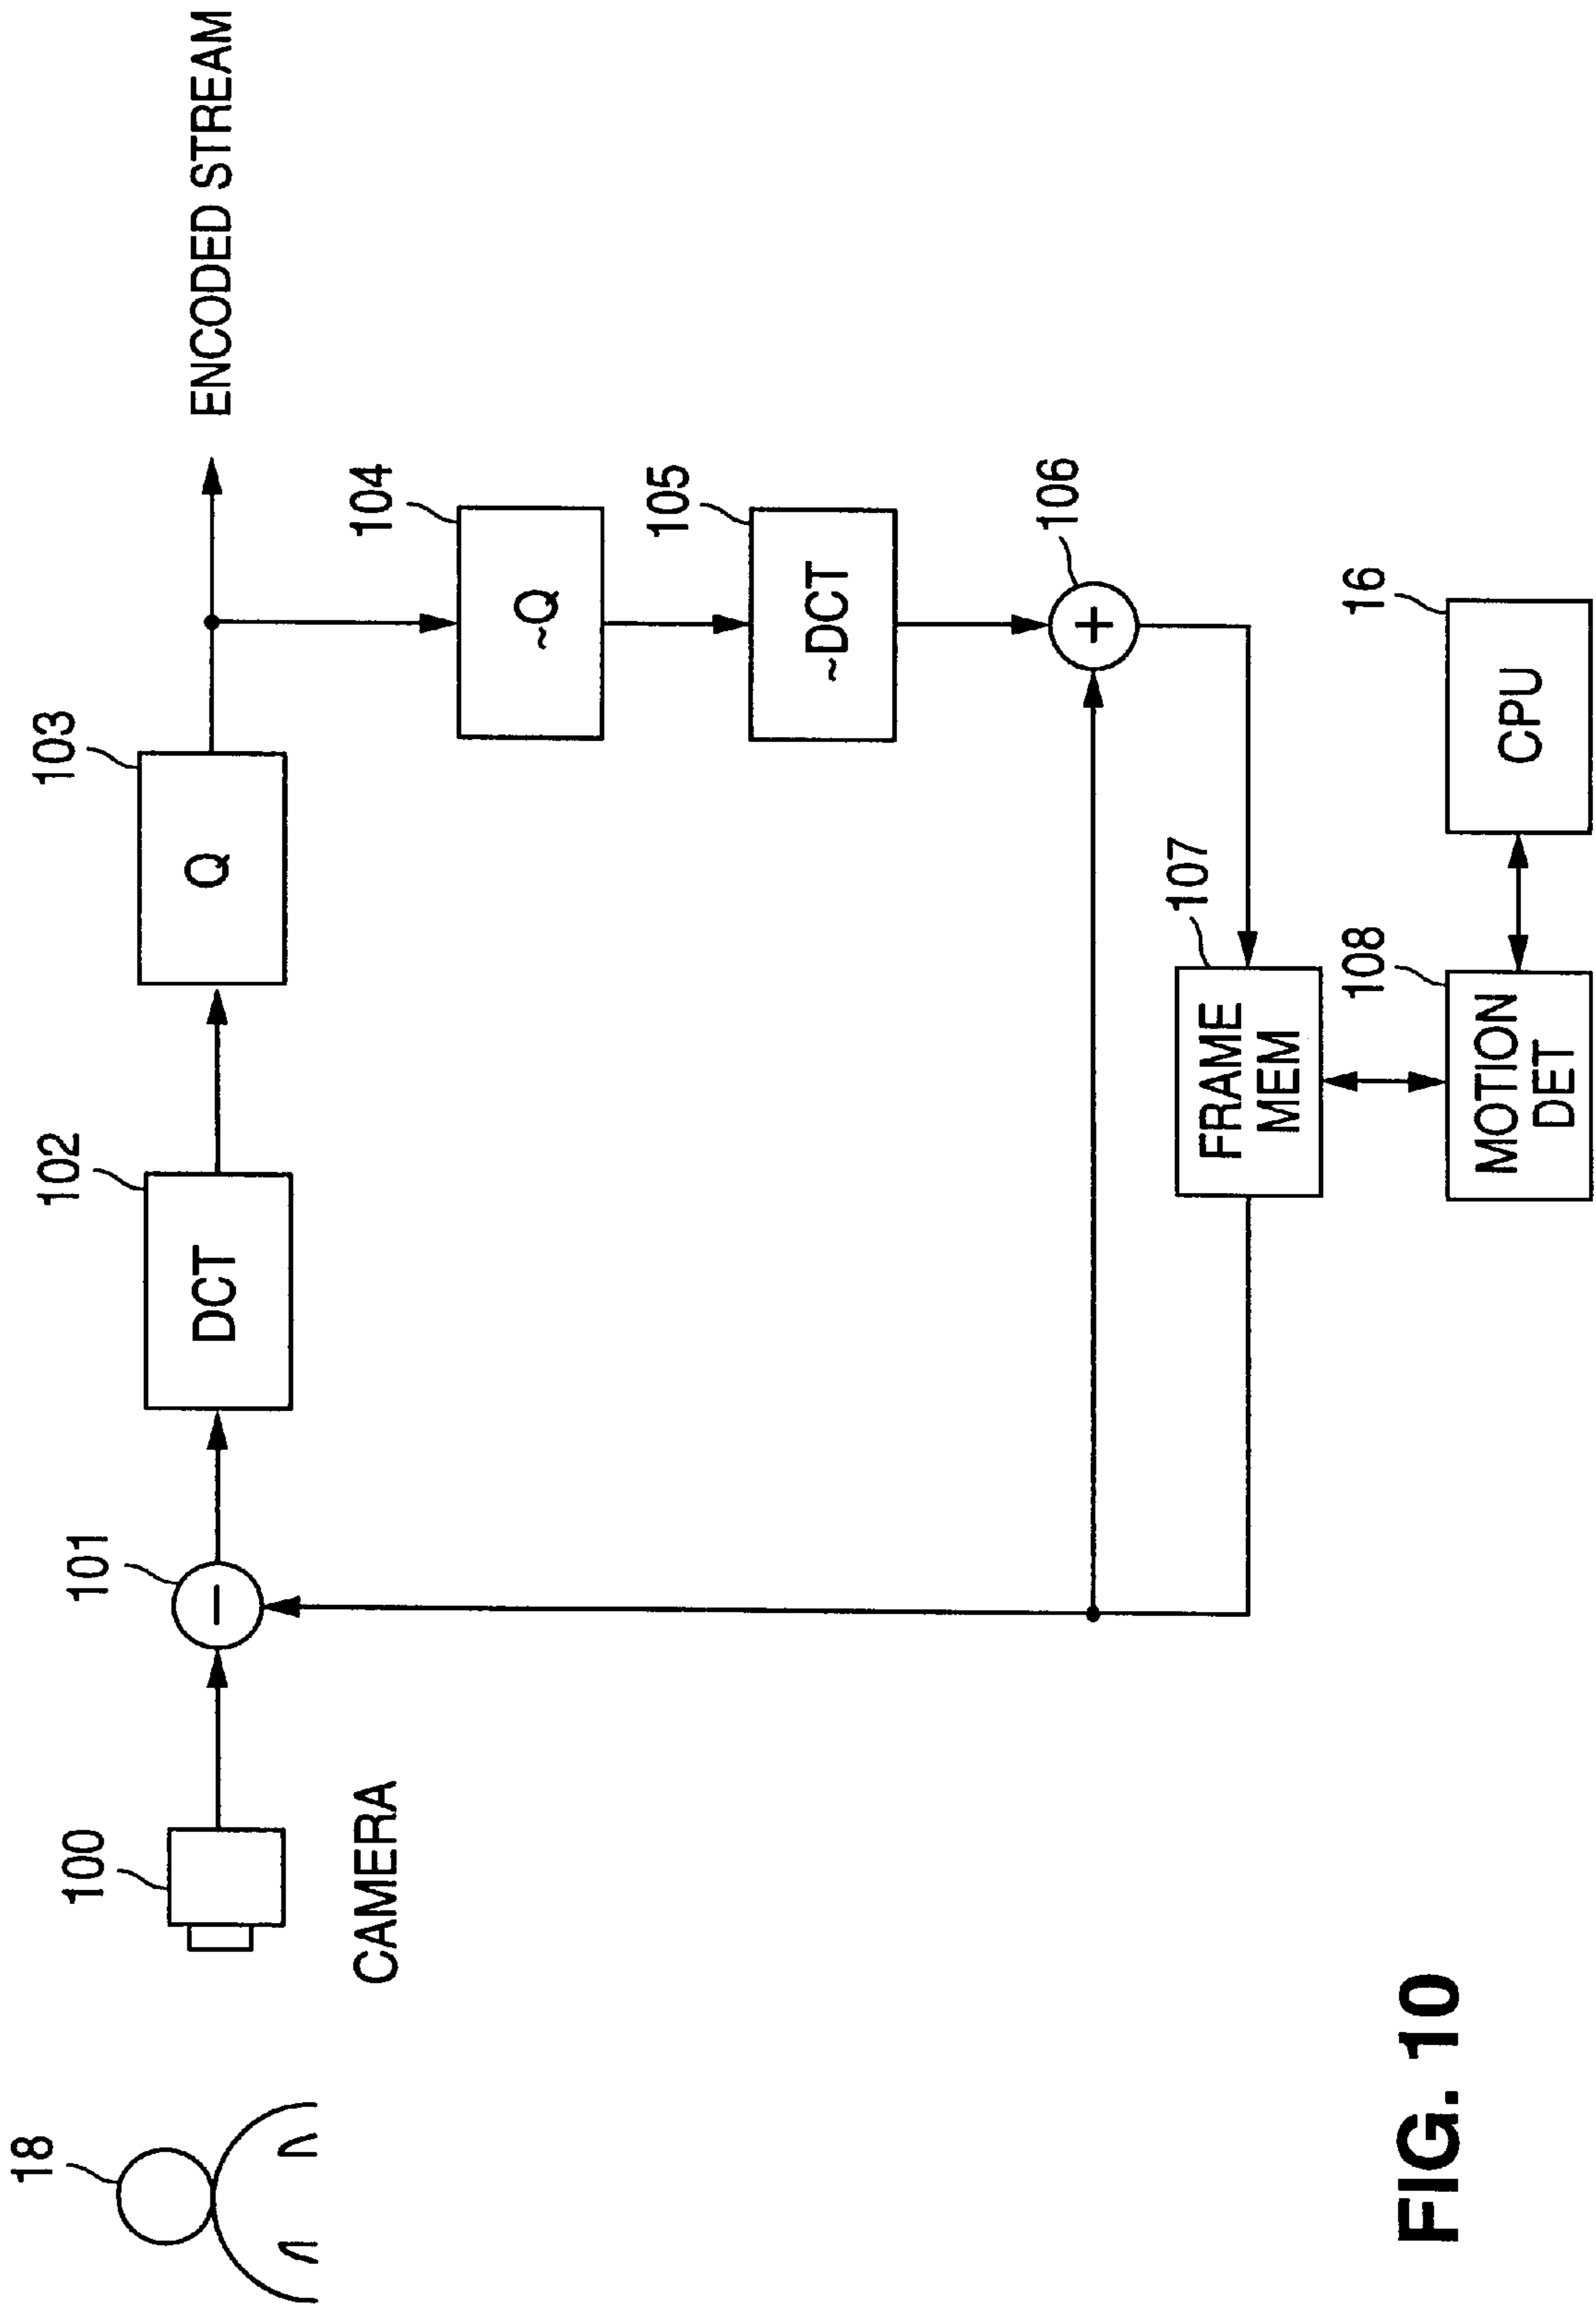 18
100
CAMERA
101
102
DCT
103
Q
ENCODED STREAM
104
~Q
105
~DCT
106
+
107
FRAME
MEM
108
MOTION
DET
16
CPU
FIG. 10